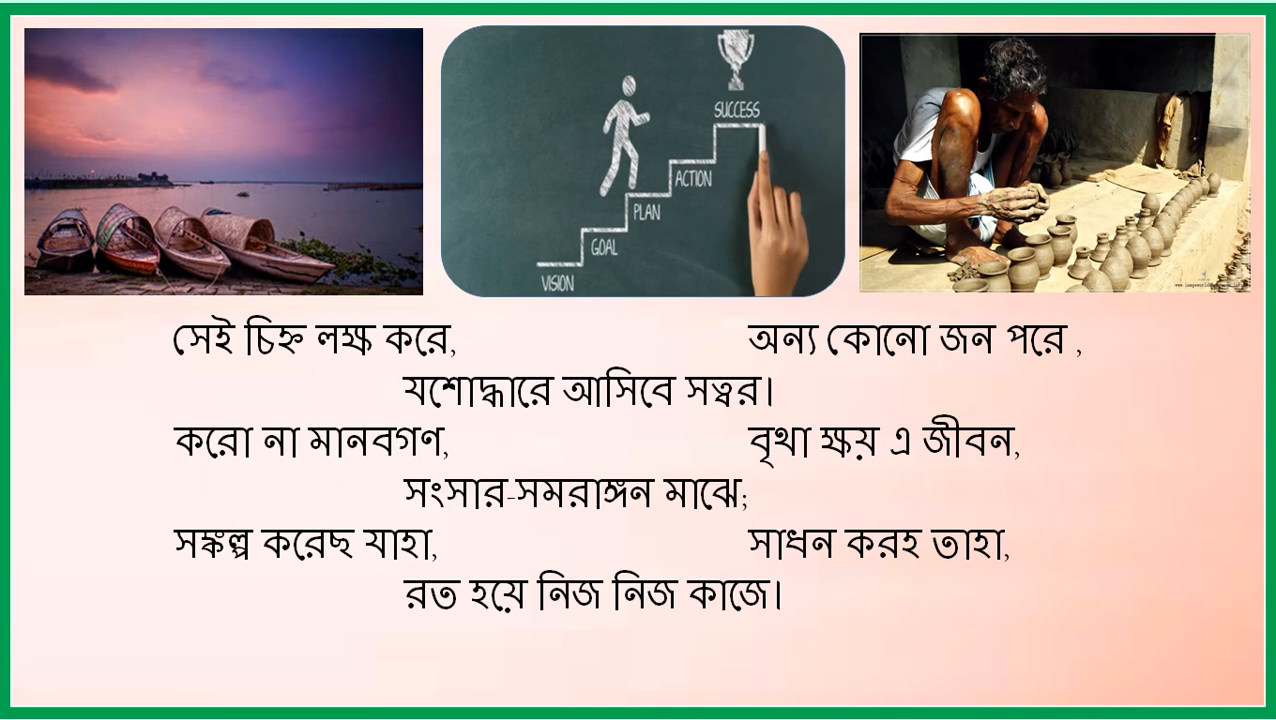 SUCCESS
ACTION
PLAN
GOAL
VISION
সেই চিহ্ন লক্ষ করে, অন্য কোনো জন পরে ,
যশোদ্ধারে আসিবে সত্বর।
করো না মানবগণ, বৃথা ক্ষয় এ জীবন,
সংসার-সমরাঙ্গন মাঝে;
সঙ্কল্প করেছ যাহা, সাধন করহ তাহা,
রত হয়ে নিজ নিজ কাজে।